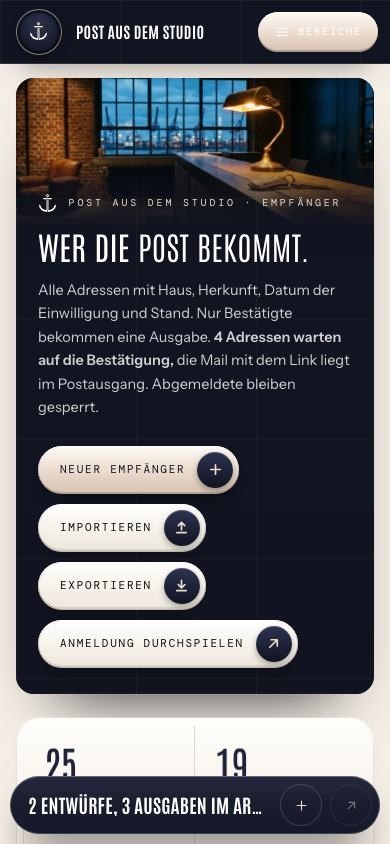 POST AUS DEM STUDIO
BEREICHE
POST AUS DEM STUDIO · EMPFÄNGER
WER DIE POST BEKOMMT.
Alle Adressen mit Haus, Herkunft, Datum der
Einwilligung und Stand. Nur Bestätigte
bekommen eine Ausgabe. 4 Adressen warten
auf die Bestätigung, die Mail mit dem Link liegt
im Postausgang. Abgemeldete bleiben
gesperrt.
NEUER EMPFÄNGER
IMPORTIEREN
EXPORTIEREN
ANMELDUNG DURCHSPIELEN
25 19
2 ENTWÜRFE, 3 AUSGABEN IM AR…